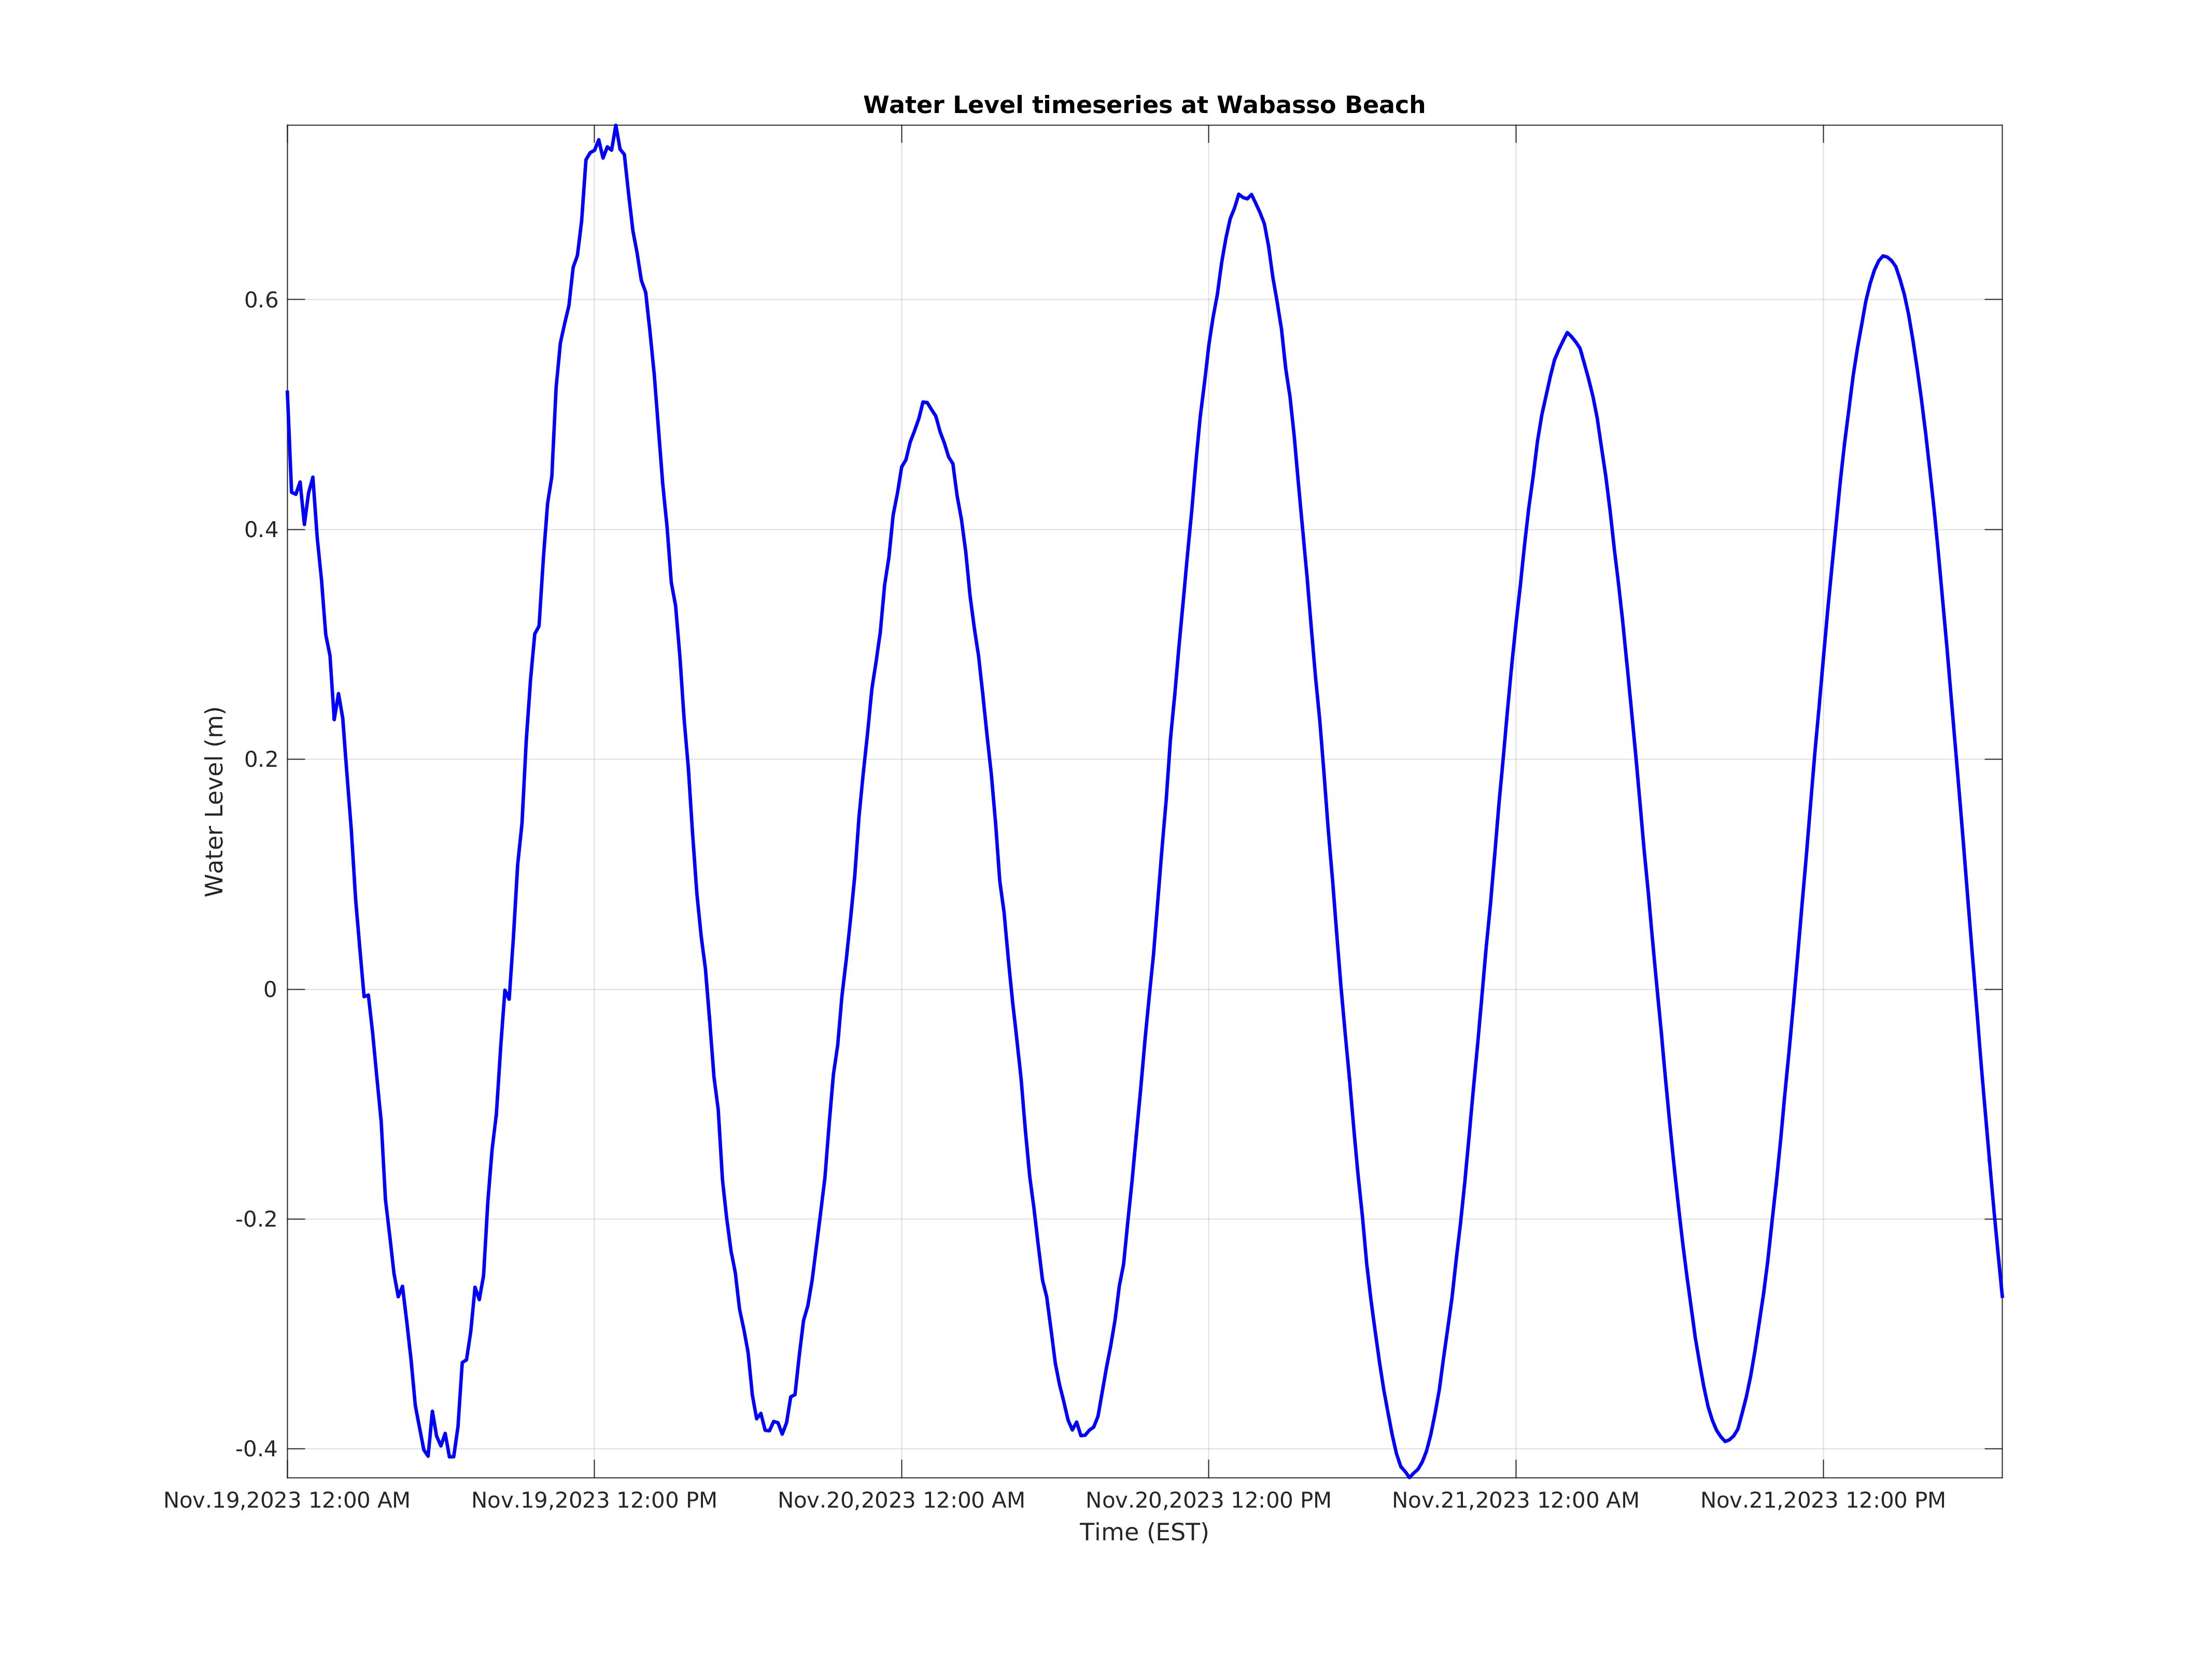 Water Level timeseries at Wabasso Beach
0.6
0.4
0.2
0
-0.2
-0.4
Water Level (m)
Nov.19,2023 12:00 AM
Nov.19,2023 12:00 PM
Nov.20,2023 12:00 AM
Nov.20,2023 12:00 PM
Nov.21,2023 12:00 AM
Nov.21,2023 12:00 PM
Time (EST)